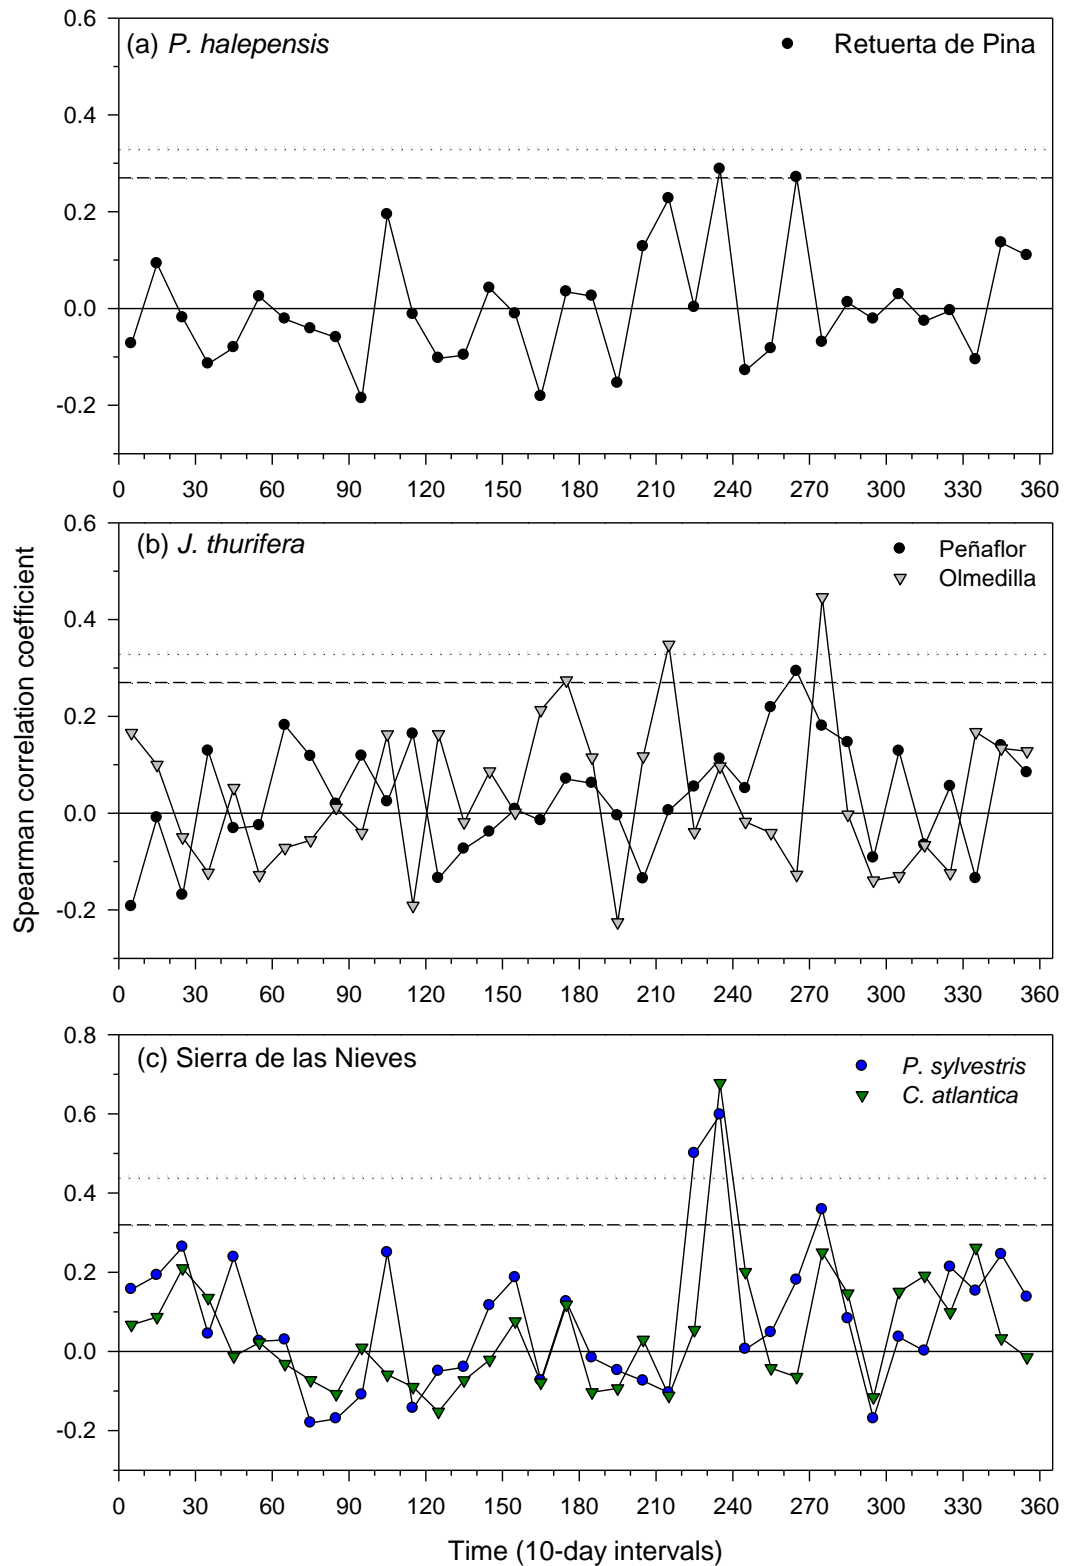 (a) P. halepensis
Retuerta de Pina
0.6
0.4
0.2
0.0
-0.2
0 30 60 90 120 150 180 210 240 270 300 330 360
(b) J. thurifera
Peñaflor
Olmedilla
0.6
0.4
0.2
0.0
-0.2
0 30 60 90 120 150 180 210 240 270 300 330 360
Spearman correlation coefficient
(c) Sierra de las Nieves
P. sylvestris
C. atlantica
0.8
0.6
0.4
0.2
0.0
-0.2
0 30 60 90 120 150 180 210 240 270 300 330 360
Time (10-day intervals)